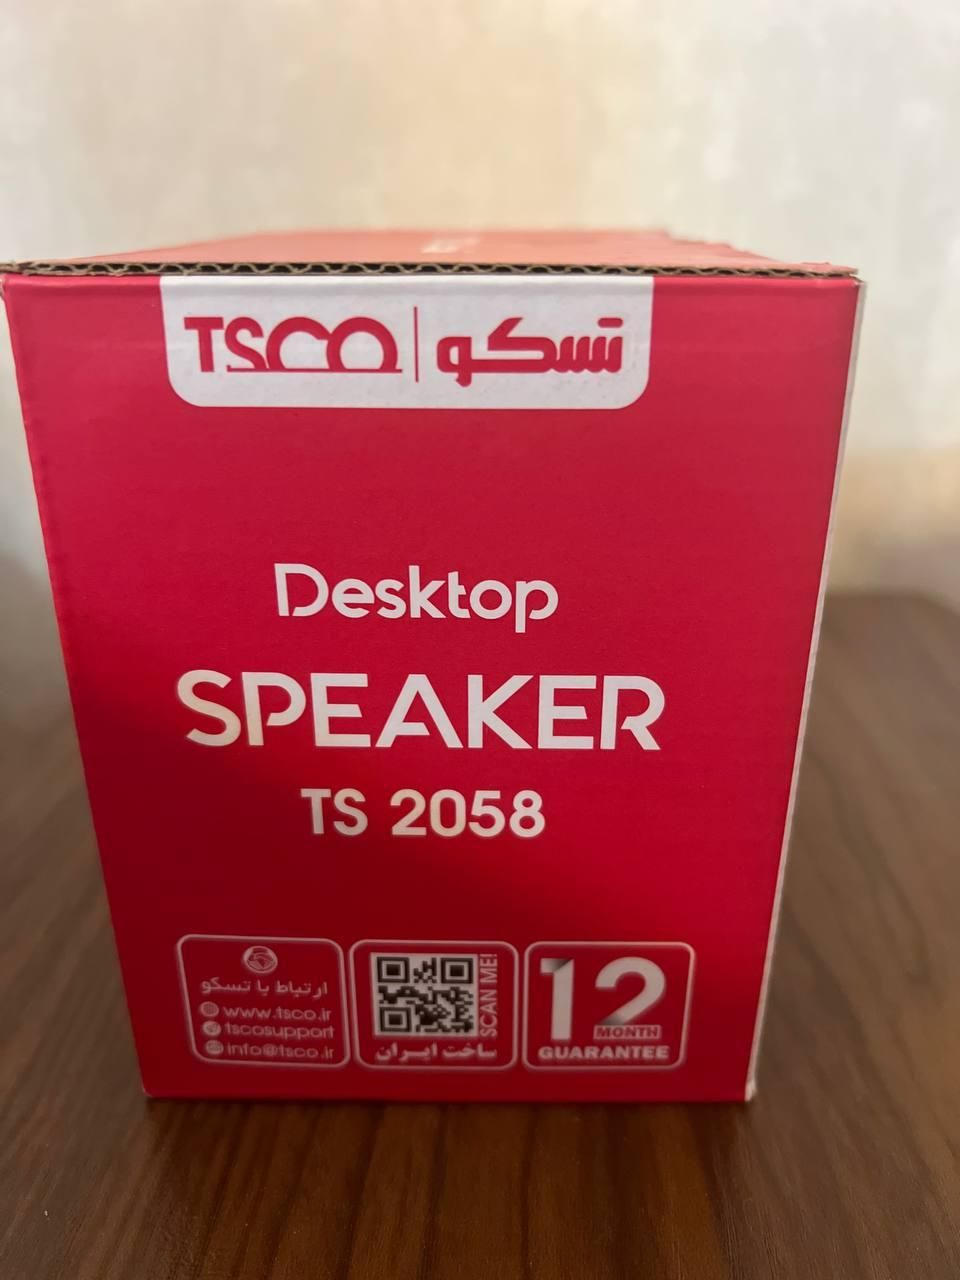 TSCO | تسكو
Desktop
SPEAKER
TS 2058
ارتباط با تسکو
www.tsco.ir
tscosupport
info@tsco.ir
SCAN ME!
ساخت ایران
12
MONTH
GUARANTEE